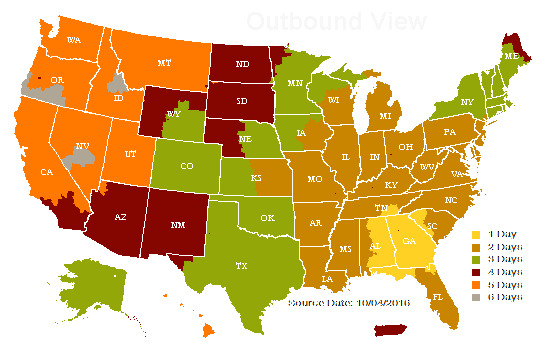 Outbound View
WA
MT
ND
ME
OR
MN
ID
SD
WI
NY
WY
MI
IA
PA
NE
NV
OH
IL
IN
UT
CO
WV
VA
CA
KS
MO
KY
NC
TN
OK
AZ
NM
AR
SC
MS
AL
GA
TX
LA
FL
1 Day
2 Days
3 Days
4 Days
5 Days
6 Days
Source Date: 10/04/2016